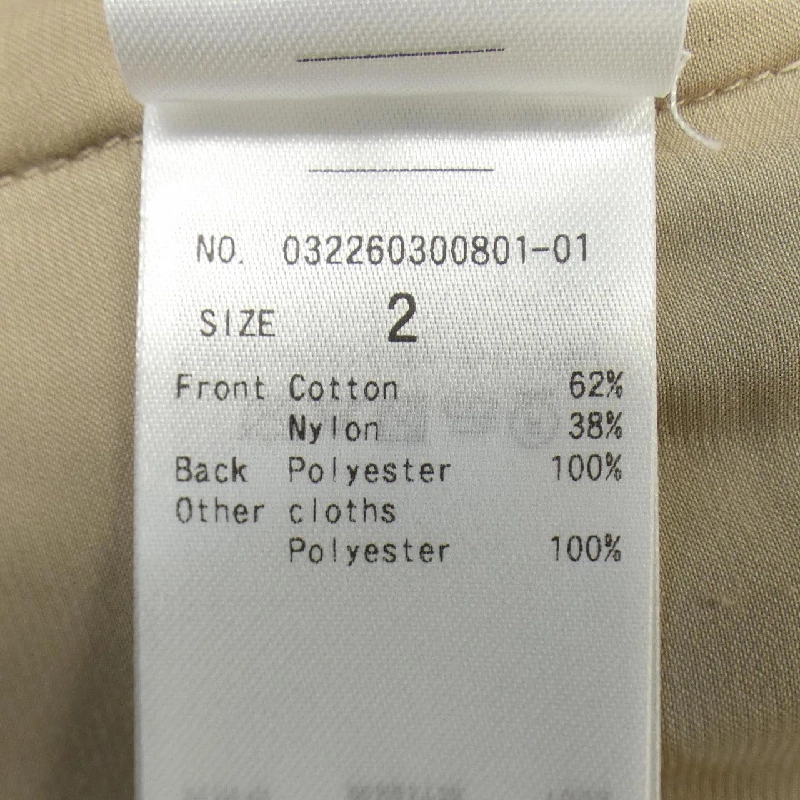 NO. 032260300801-01
SIZE 2
Front Cotton 62%
Nylon 38%
Back Polyester 100%
Other cloths
Polyester 100%